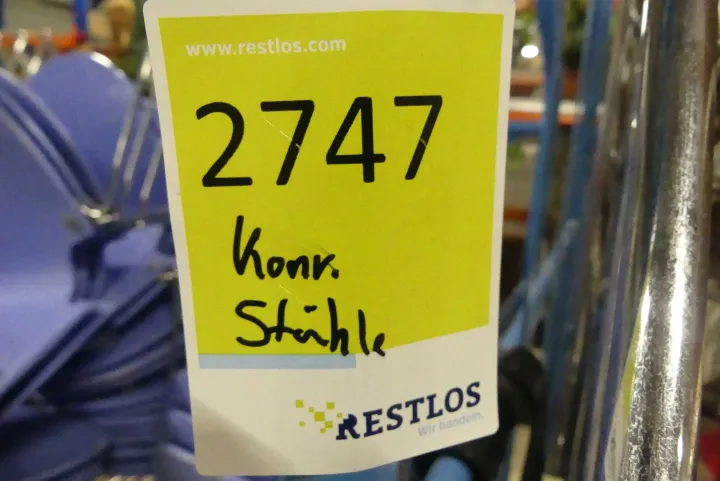 www.restlos.com
2747
Konr.
Stühle
RESTLOS
Wir handeln.